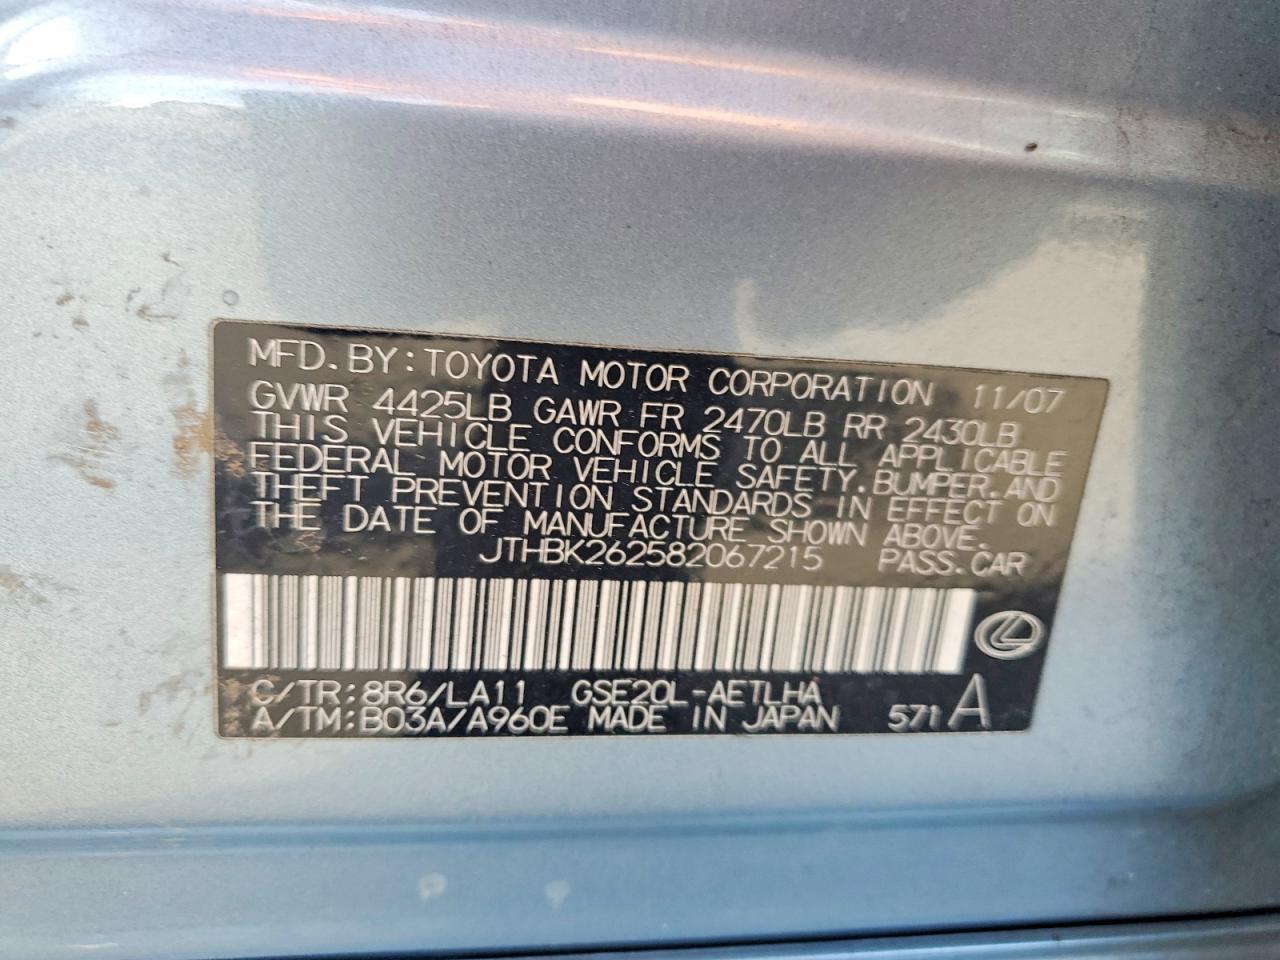 MFD. BY: TOYOTA MOTOR CORPORATION 11/07
GVWR 4425LB GAWR FR 2470LB RR 2430LB
THIS VEHICLE CONFORMS TO ALL APPLICABLE
FEDERAL MOTOR VEHICLE SAFETY, BUMPER, AND
THEFT PREVENTION STANDARDS IN EFFECT ON
THE DATE OF MANUFACTURE SHOWN ABOVE.
JTHBK262582067215 PASS. CAR
C/TR: 8R6/LA11 GSE20L-AETLHA
A/TM: B03A/A960E MADE IN JAPAN 571 A